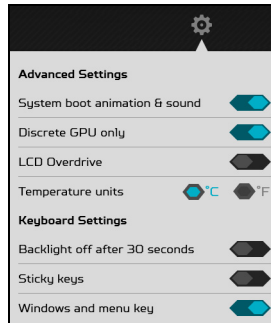 Advanced Settings
System boot animation & sound
Discrete GPU only
LCD Overdrive
Temperature units °C °F
Keyboard Settings
Backlight off after 30 seconds
Sticky keys
Windows and menu key